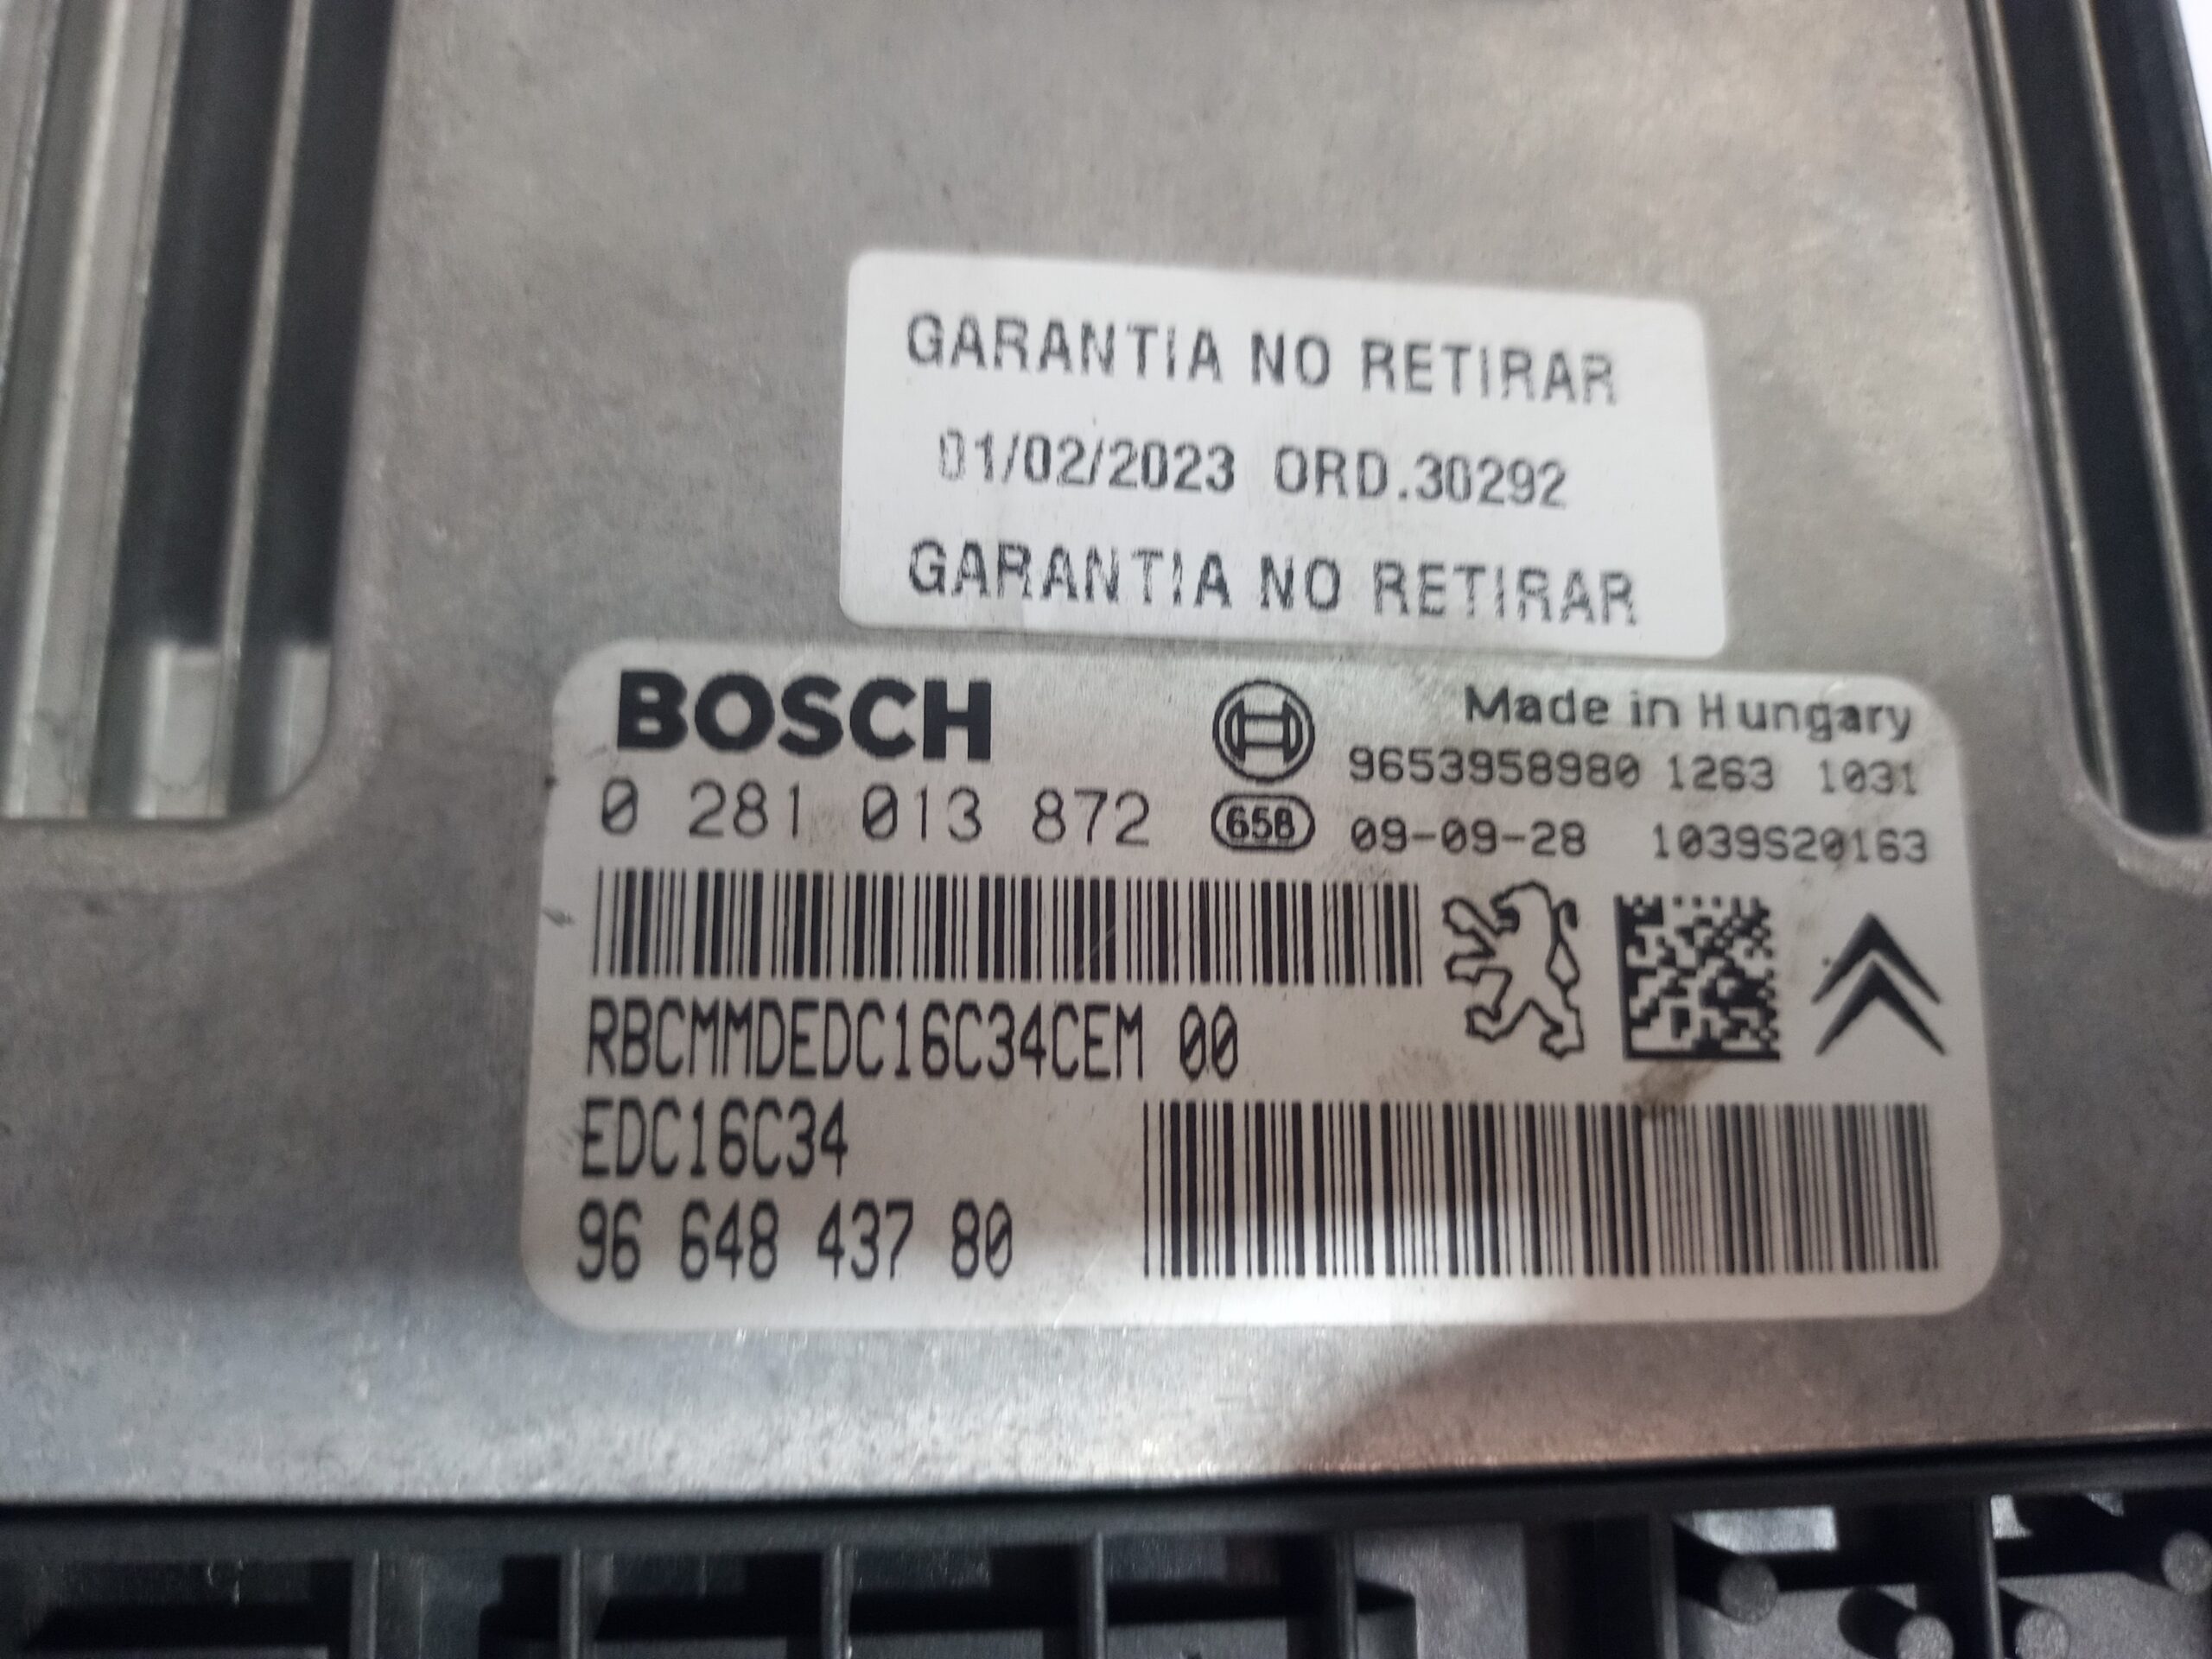 GARANTIA NO RETIRAR
01/02/2023 ORD.30292
GARANTIA NO RETIRAR
BOSCH
Made in Hungary
9653958980 1263 1031
0 281 013 872
658
09-09-28 1039S20163
RBCMMDEDC16C34CEM 00
EDC16C34
96 648 437 80